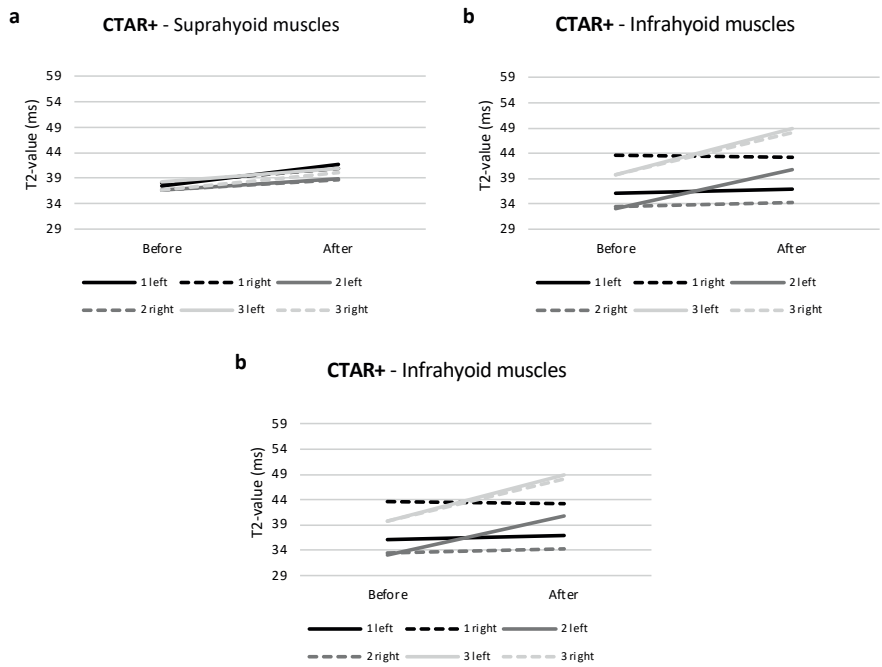 a
CTAR+ - Suprahyoid muscles
T2-value (ms)
59
54
49
44
39
34
29
Before After
1 left 1 right 2 left
2 right 3 left 3 right
b
CTAR+ - Infrahyoid muscles
T2-value (ms)
59
54
49
44
39
34
29
Before After
1 left 1 right 2 left
2 right 3 left 3 right
b
CTAR+ - Infrahyoid muscles
T2-value (ms)
59
54
49
44
39
34
29
Before After
1 left 1 right 2 left
2 right 3 left 3 right